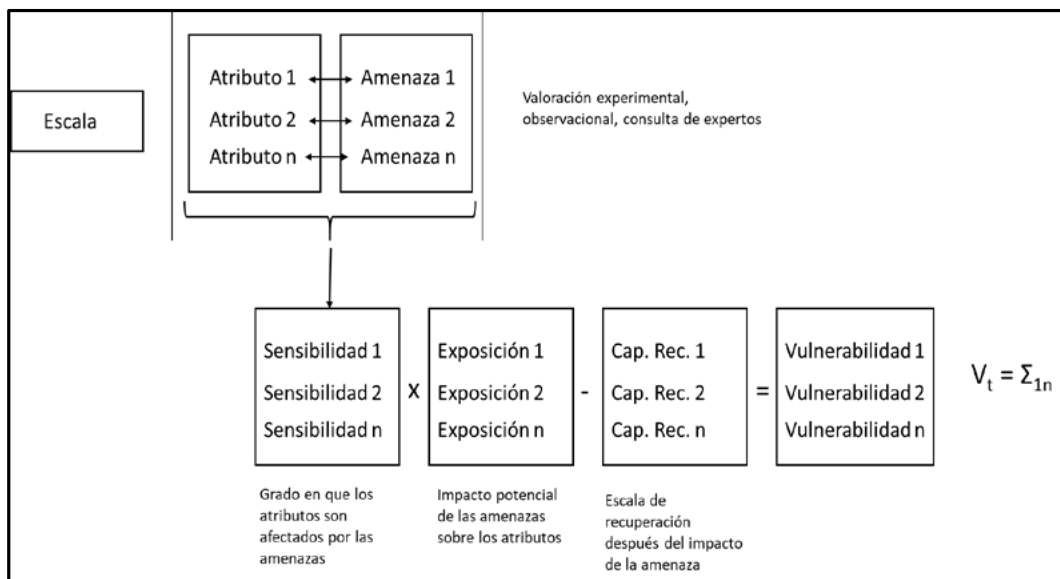 Escala
Atributo 1
Atributo 2
Atributo n
Amenaza 1
Amenaza 2
Amenaza n
Valoración experimental,
observacional, consulta de expertos
Sensibilidad 1
Sensibilidad 2
Sensibilidad n
X
Exposición 1
Exposición 2
Exposición n
-
Cap. Rec. 1
Cap. Rec. 2
Cap. Rec. n
=
Vulnerabilidad 1
Vulnerabilidad 2
Vulnerabilidad n
Vt = Σ1n
Grado en que los
atributos son
afectados por las
amenazas
Impacto potencial
de las amenazas
sobre los atributos
Escala de
recuperación
después del impacto
de la amenaza